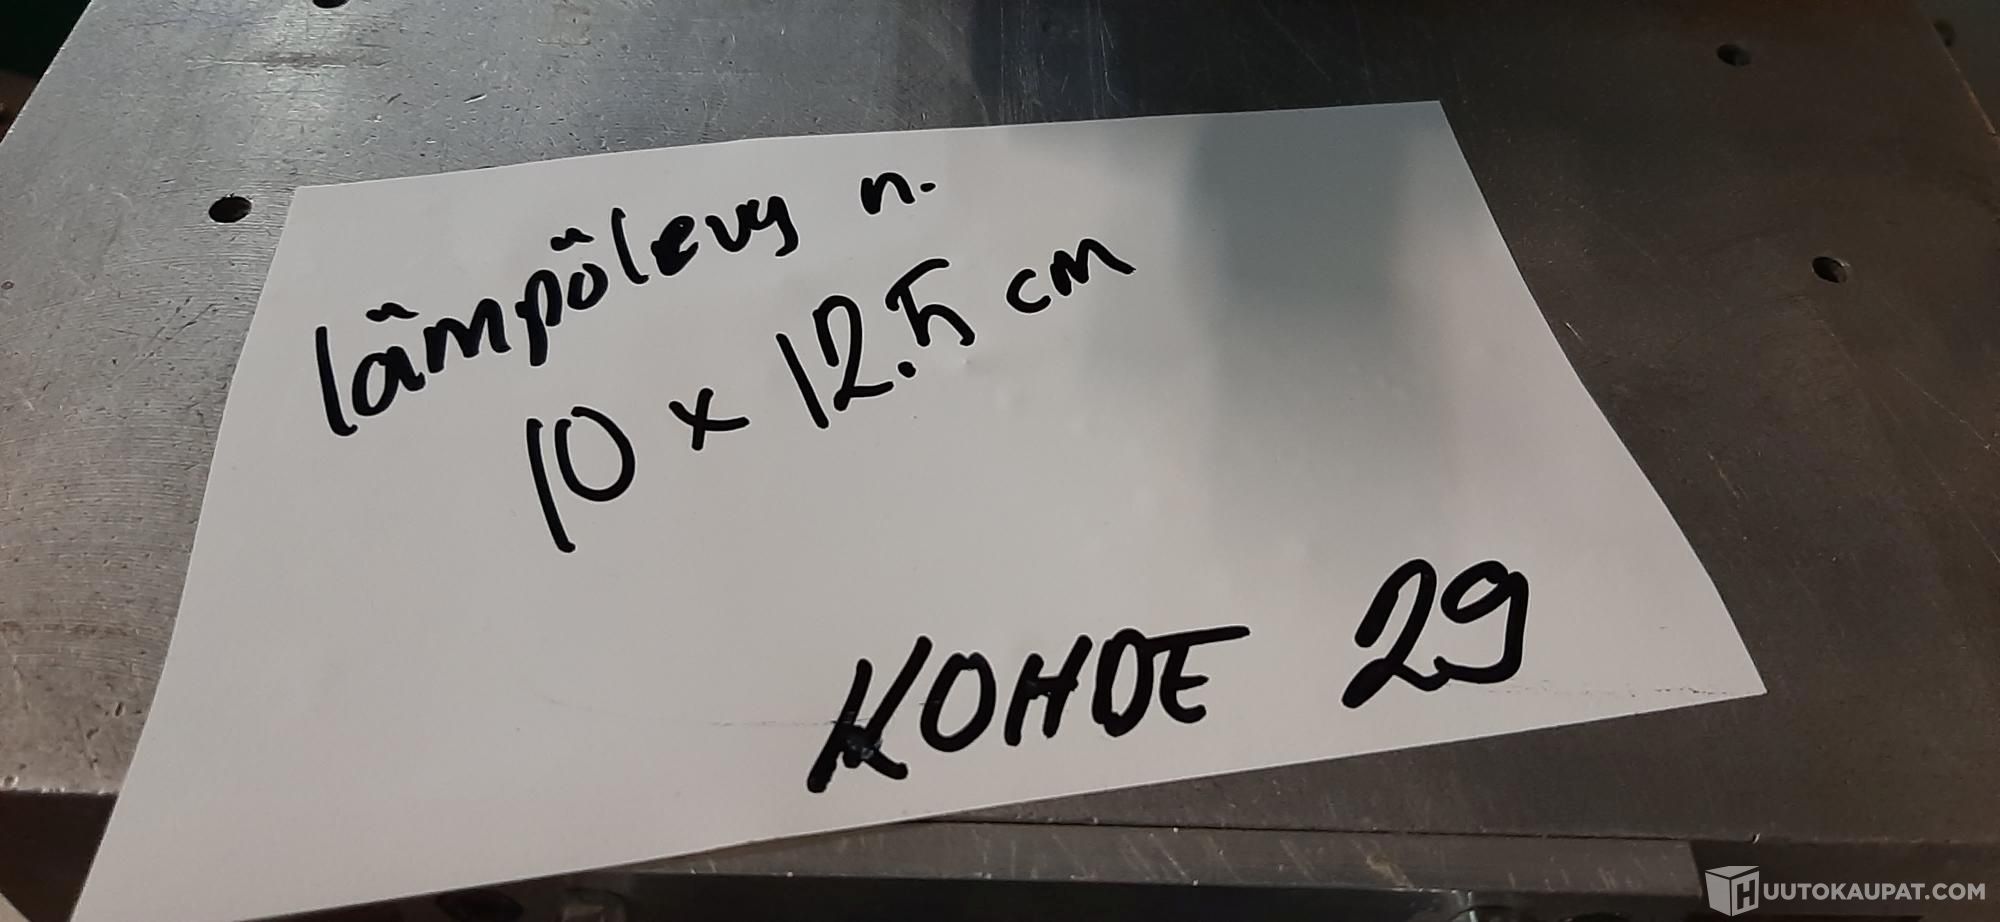 lämpölevy n.
10 x 12.5 cm
KOHDE 29
HUUTOKAUPAT.COM